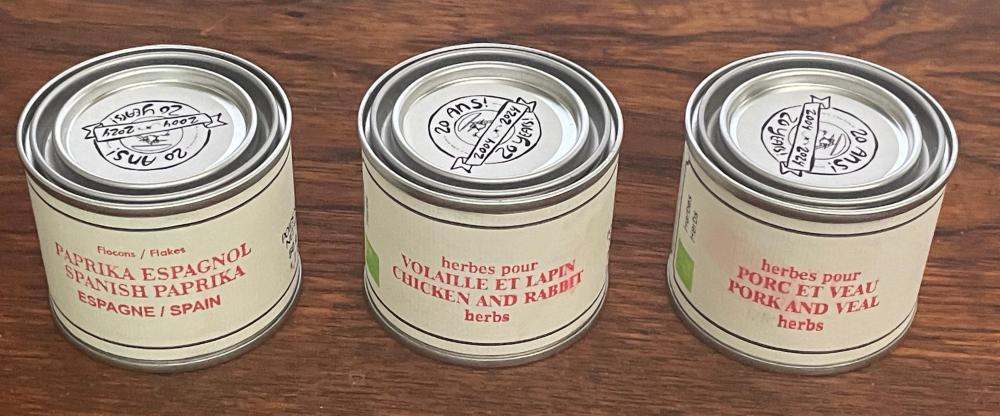 20 ANS!
2004 2024
20 YEARS!
Flocons / Flakes
PAPRIKA ESPAGNOL
SPANISH PAPRIKA
ESPAGNE / SPAIN
20 ANS!
2004 2024
20 YEARS!
herbes pour
VOLAILLE ET LAPIN
CHICKEN AND RABBIT
herbs
20 ANS!
2004 2024
20 YEARS!
Herbes
Herbs
herbes pour
PORC ET VEAU
PORK AND VEAL
herbs